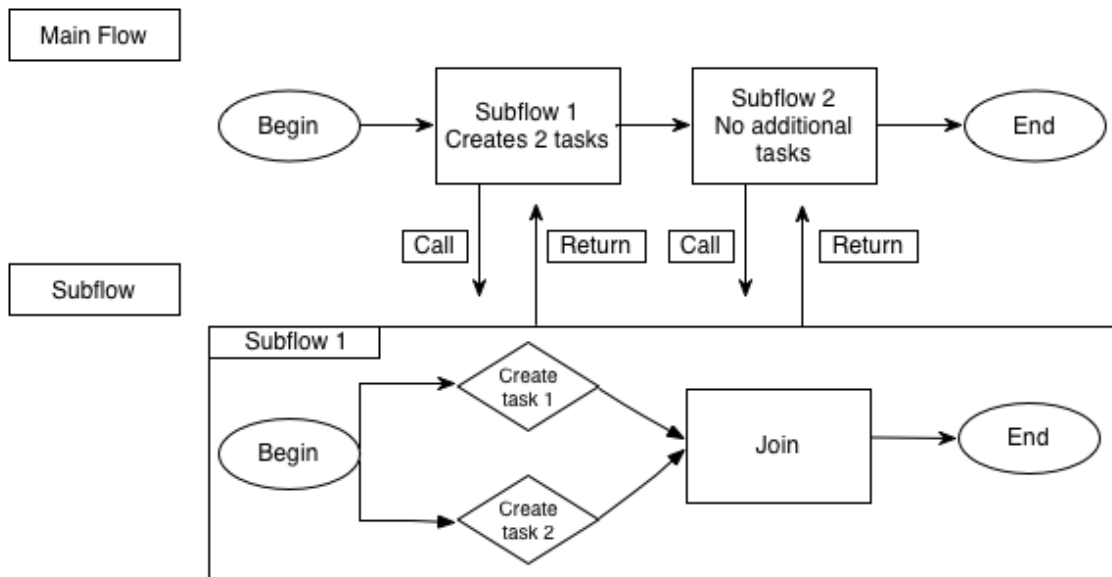 Main Flow
Begin
Subflow 1
Creates 2 tasks
Subflow 2
No additional
tasks
End
Call
Return
Call
Return
Subflow
Subflow 1
Begin
Create
task 1
Create
task 2
Join
End